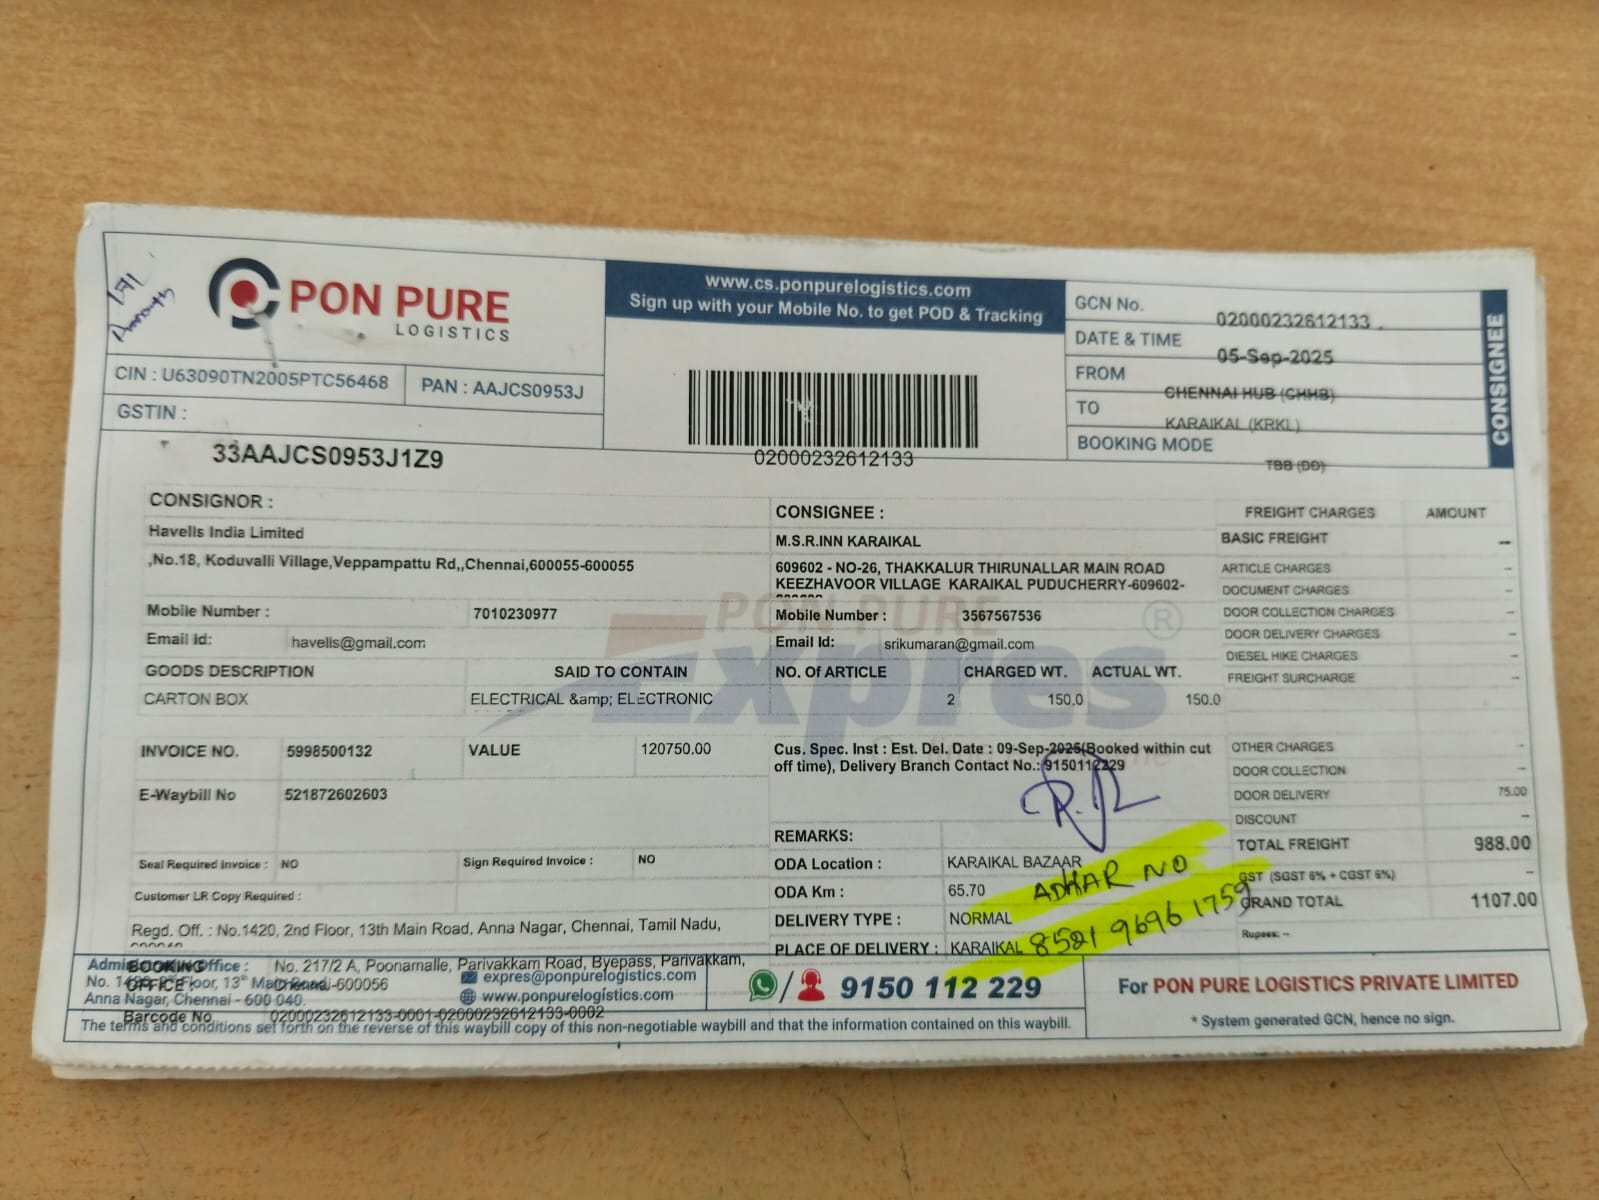 PON PURE
LOGISTICS
www.cs.ponpurelogistics.com
Sign up with your Mobile No. to get POD & Tracking
GCN No. 02000232612133
DATE & TIME 05-Sep-2025
FROM CHENNAI HUB (CHHB)
TO KARAIKAL (KRKL)
BOOKING MODE TBB (DD)
CONSIGNEE
CIN : U63090TN2005PTC56468 PAN : AAJCS0953J
GSTIN :
33AAJCS0953J1Z9
02000232612133
CONSIGNOR :
Havells India Limited
,No.18, Koduvalli Village,Veppampattu Rd,,Chennai,600055-600055
Mobile Number : 7010230977
Email Id: havells@gmail.com
GOODS DESCRIPTION SAID TO CONTAIN
CARTON BOX ELECTRICAL &amp; ELECTRONIC
CONSIGNEE :
M.S.R.INN KARAIKAL
609602 - NO-26, THAKKALUR THIRUNALLAR MAIN ROAD
KEEZHAVOOR VILLAGE KARAIKAL PUDUCHERRY-609602-
Mobile Number : 3567567536
Email Id: srikumaran@gmail.com
NO. Of ARTICLE CHARGED WT. ACTUAL WT.
2 150.0 150.0
PON PURE
Expres ®
FREIGHT CHARGES AMOUNT
BASIC FREIGHT --
ARTICLE CHARGES --
DOCUMENT CHARGES --
DOOR COLLECTION CHARGES --
DOOR DELIVERY CHARGES --
DIESEL HIKE CHARGES --
FREIGHT SURCHARGE --
INVOICE NO. 5998500132 VALUE 120750.00
E-Waybill No 521872602603
Seal Required Invoice : NO Sign Required Invoice : NO
Customer LR Copy Required :
Regd. Off. : No.1420, 2nd Floor, 13th Main Road, Anna Nagar, Chennai, Tamil Nadu,
Cus. Spec. Inst : Est. Del. Date : 09-Sep-2025(Booked within cut
off time), Delivery Branch Contact No.: 9150112229
REMARKS:
ODA Location : KARAIKAL BAZAAR
ODA Km : 65.70
DELIVERY TYPE : NORMAL
PLACE OF DELIVERY : KARAIKAL
ADHAR NO
8521 9696 1759
OTHER CHARGES --
DOOR COLLECTION --
DOOR DELIVERY 75.00
DISCOUNT --
TOTAL FREIGHT 988.00
GST (SGST 6% + CGST 6%) --
GRAND TOTAL 1107.00
Rupees: --
BOOKING OFFICE : No. 217/2 A, Poonamalle, Parivakkam Road, Byepass, Parivakkam,
Chennai-600056
Anna Nagar, Chennai - 600 040.
Barcode No 02000232612133-0001-02000232612133-0002
expres@ponpurelogistics.com
www.ponpurelogistics.com
/ 9150 112 229
The terms and conditions set forth on the reverse of this waybill copy of this non-negotiable waybill and that the information contained on this waybill.
For PON PURE LOGISTICS PRIVATE LIMITED
* System generated GCN, hence no sign.